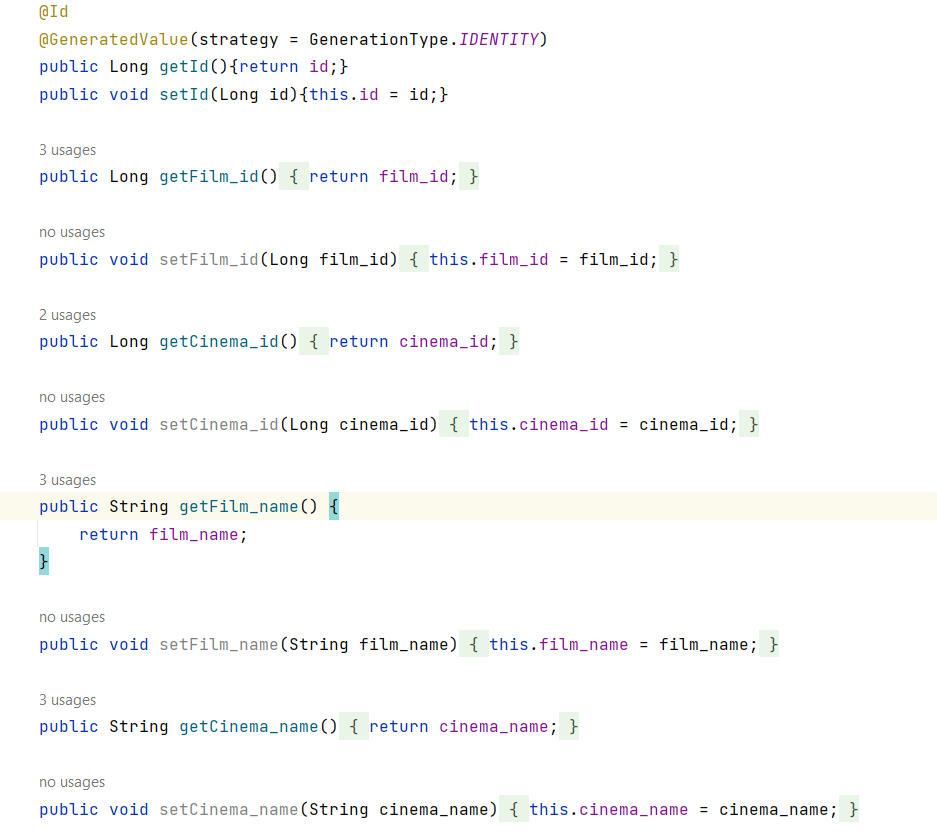 @Id
@GeneratedValue(strategy = GenerationType.IDENTITY)
public Long getId(){return id;}
public void setId(Long id){this.id = id;}
3 usages
public Long getFilm_id() { return film_id; }
no usages
public void setFilm_id(Long film_id) { this.film_id = film_id; }
2 usages
public Long getCinema_id() { return cinema_id; }
no usages
public void setCinema_id(Long cinema_id) { this.cinema_id = cinema_id; }
3 usages
public String getFilm_name() {
return film_name;
}
no usages
public void setFilm_name(String film_name) { this.film_name = film_name; }
3 usages
public String getCinema_name() { return cinema_name; }
no usages
public void setCinema_name(String cinema_name) { this.cinema_name = cinema_name; }